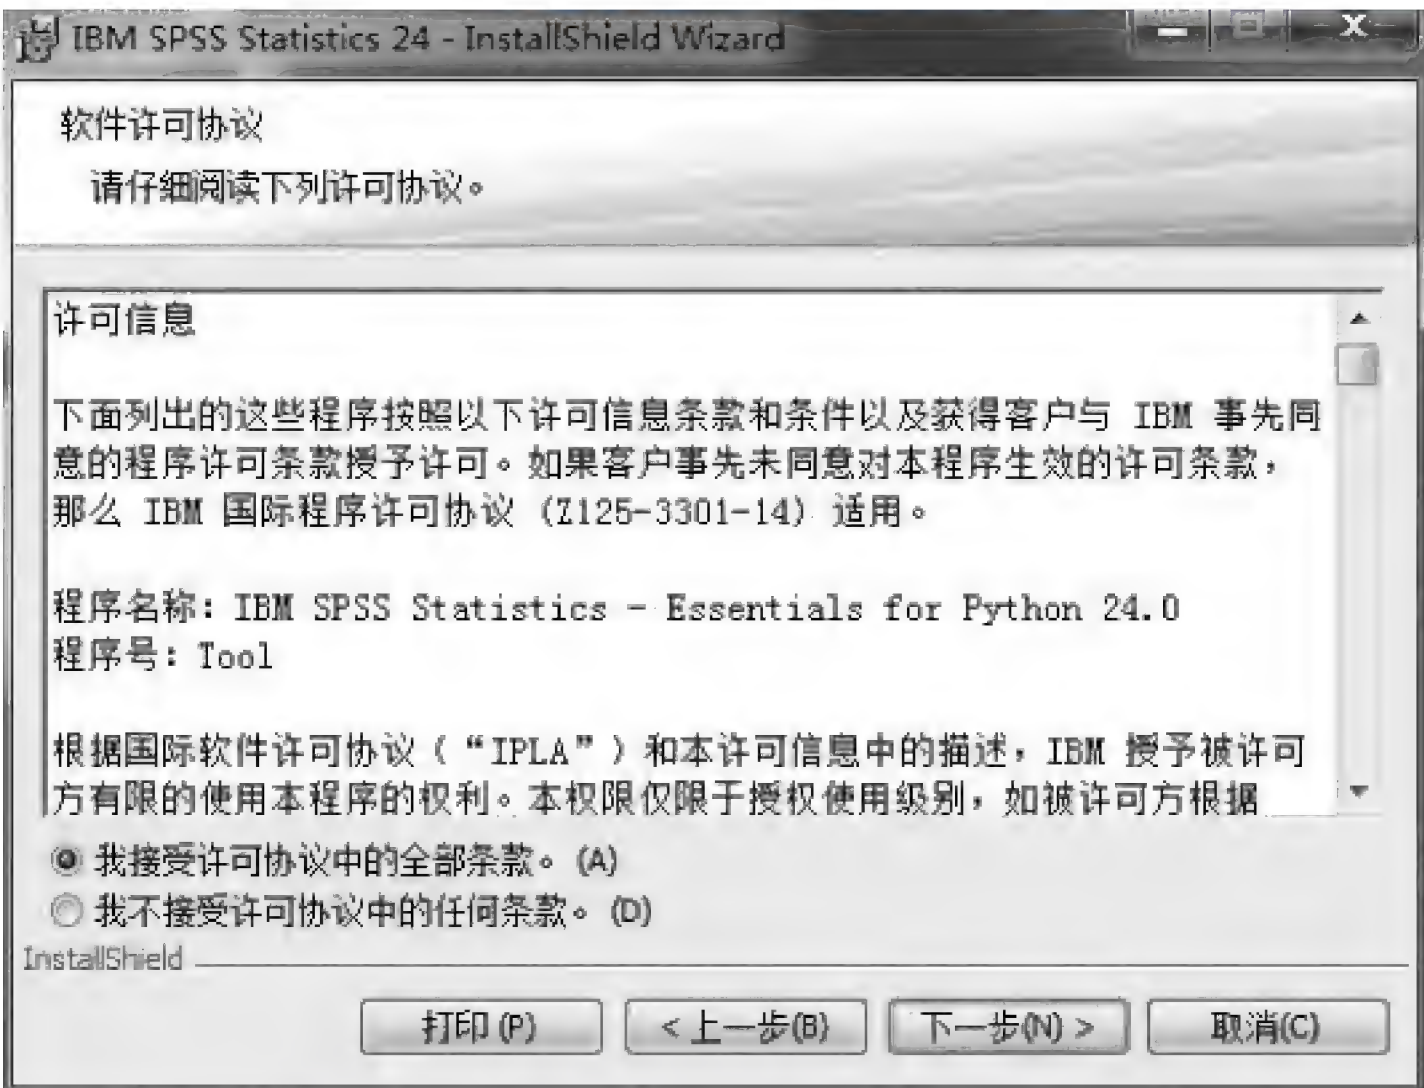 IBM SPSS Statistics 24 - InstallShield Wizard
软件许可协议
请仔细阅读下列许可协议。
许可信息
下面列出的这些程序按照以下许可信息条款和条件以及获得客户与 IBM 事先同
意的程序许可条款授予许可。如果客户事先未同意对本程序生效的许可条款，
那么 IBM 国际程序许可协议 (Z125-3301-14) 适用。
程序名称：IBM SPSS Statistics - Essentials for Python 24.0
程序号：Tool
根据国际软件许可协议（“IPLA”）和本许可信息中的描述，IBM 授予被许可
方有限的使用本程序的权利。本权限仅限于授权使用级别，如被许可方根据
我接受许可协议中的全部条款。(A)
我不接受许可协议中的任何条款。(D)
InstallShield
打印(P) < 上一步(B) 下一步(N) > 取消(C)